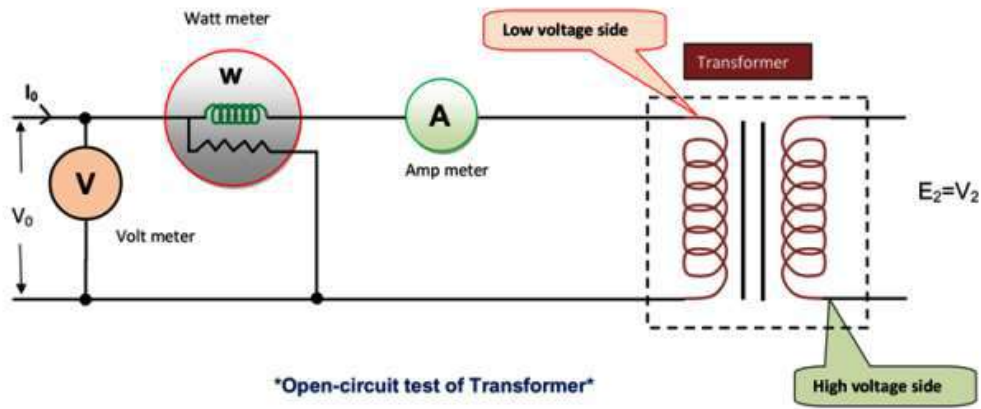 Watt meter
Low voltage side
Transformer
W
I₀
A
V
Amp meter
V₀
Volt meter
E₂=V₂
*Open-circuit test of Transformer*
High voltage side